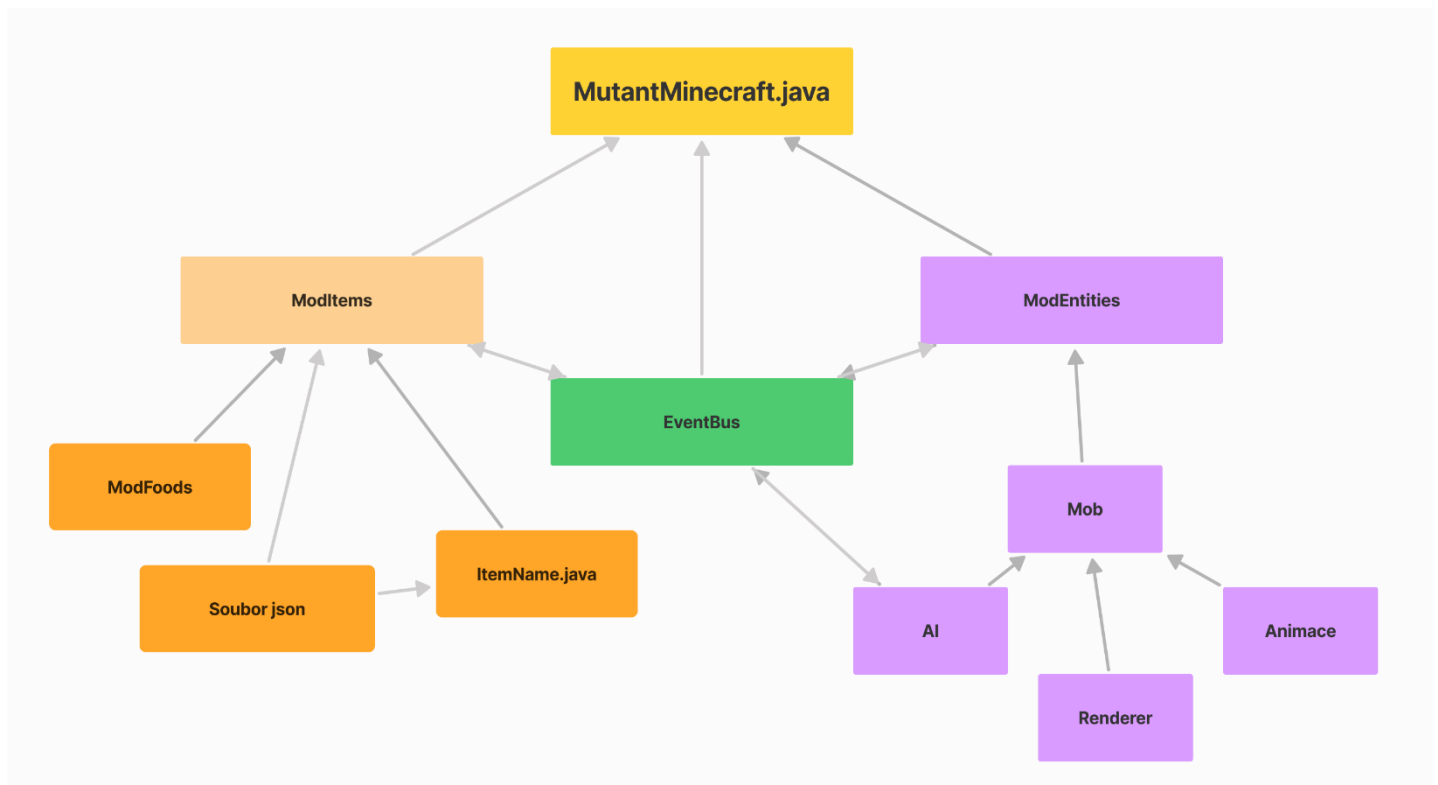 MutantMinecraft.java
ModItems
ModEntities
EventBus
ModFoods
Mob
ItemName.java
Soubor json
AI
Animace
Renderer